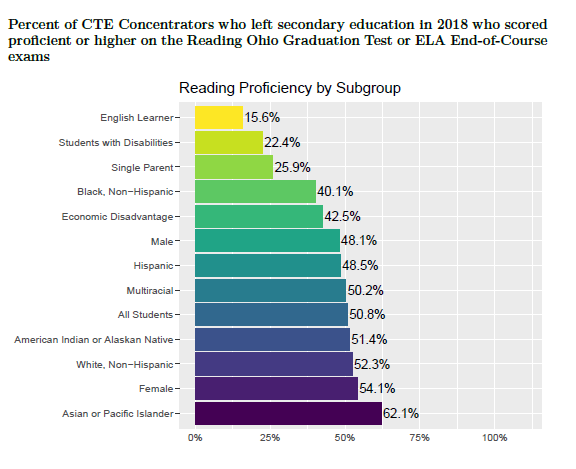 Percent of CTE Concentrators who left secondary education in 2018 who scored
proficient or higher on the Reading Ohio Graduation Test or ELA End-of-Course
exams
Reading Proficiency by Subgroup
English Learner 15.6%
Students with Disabilities 22.4%
Single Parent 25.9%
Black, Non−Hispanic 40.1%
Economic Disadvantage 42.5%
Male 48.1%
Hispanic 48.5%
Multiracial 50.2%
All Students 50.8%
American Indian or Alaskan Native 51.4%
White, Non−Hispanic 52.3%
Female 54.1%
Asian or Pacific Islander 62.1%
0% 25% 50% 75% 100%